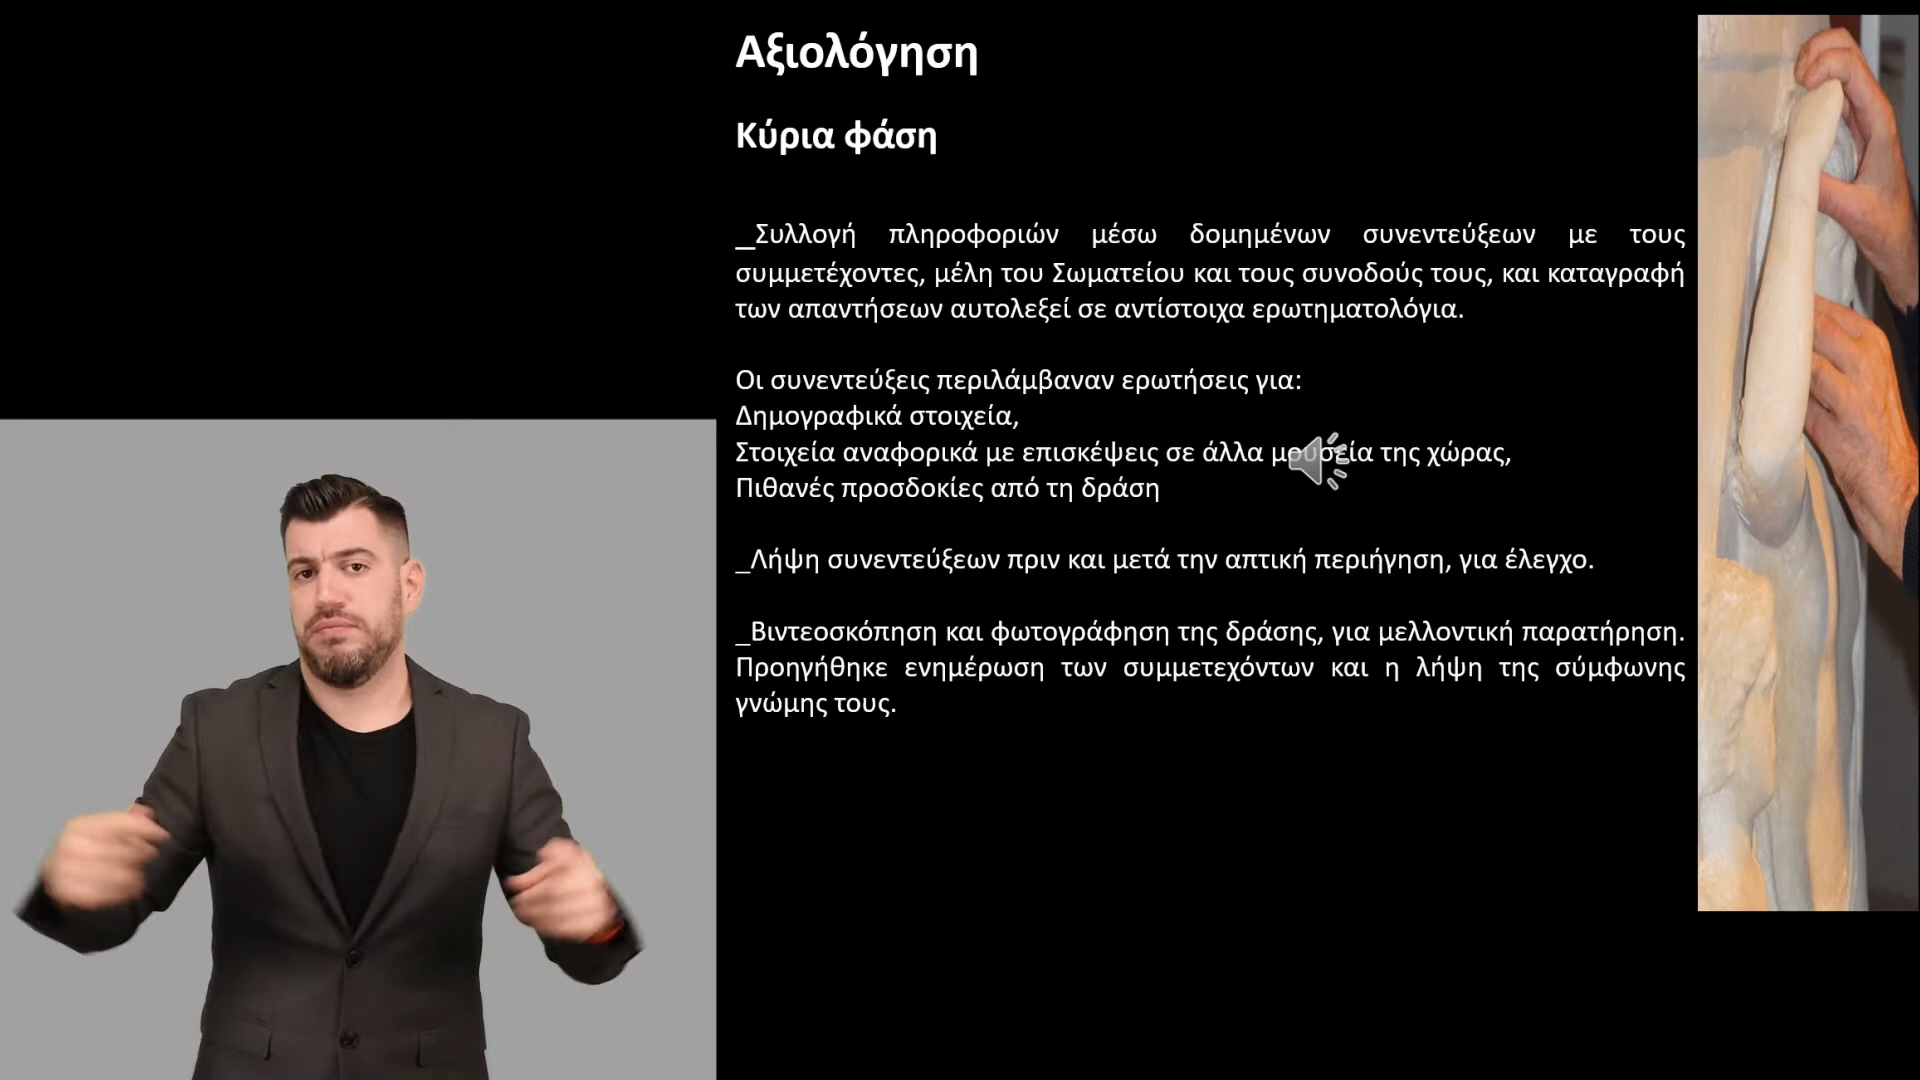 Αξιολόγηση
Κύρια φάση
_Συλλογή πληροφοριών μέσω δομημένων συνεντεύξεων με τους
συμμετέχοντες, μέλη του Σωματείου και τους συνοδούς τους, και καταγραφή
των απαντήσεων αυτολεξεί σε αντίστοιχα ερωτηματολόγια.
Οι συνεντεύξεις περιλάμβαναν ερωτήσεις για:
Δημογραφικά στοιχεία,
Στοιχεία αναφορικά με επισκέψεις σε άλλα μουσεία της χώρας,
Πιθανές προσδοκίες από τη δράση
_Λήψη συνεντεύξεων πριν και μετά την απτική περιήγηση, για έλεγχο.
_Βιντεοσκόπηση και φωτογράφηση της δράσης, για μελλοντική παρατήρηση.
Προηγήθηκε ενημέρωση των συμμετεχόντων και η λήψη της σύμφωνης
γνώμης τους.